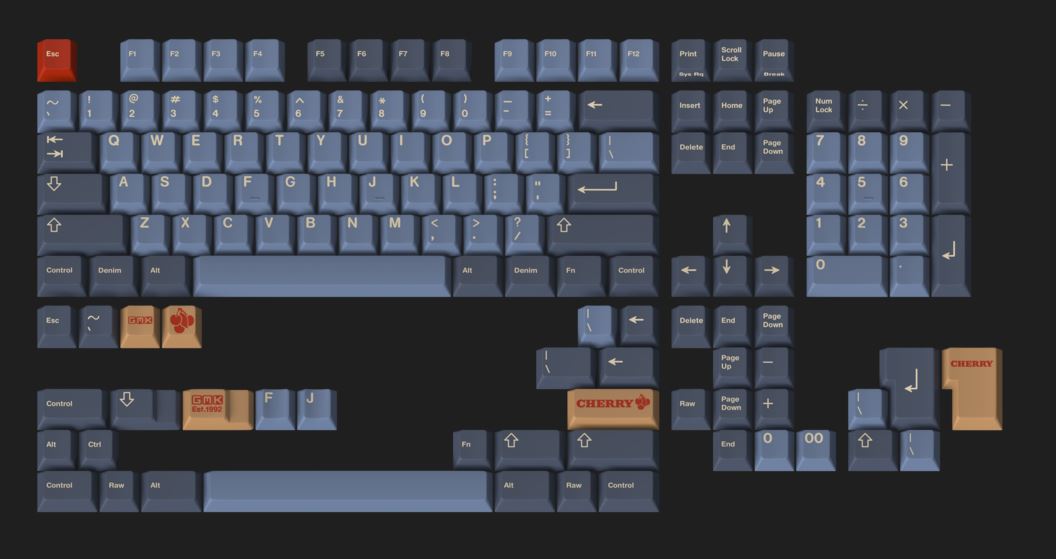 Esc F1 F2 F3 F4 F5 F6 F7 F8 F9 F10 F11 F12 Print Scroll Pause
Lock
Sys Rq Break
~ ! @ # $ % ^ & * ( ) _ + ← Insert Home Page Num ÷ × −
` 1 2 3 4 5 6 7 8 9 0 - = Up Lock
⇤ Q W E R T Y U I O P { } | Delete End Page 7 8 9 +
⇥ [ ] \ Down
⇩ A S D F G H J K L : " 4 5 6
; '
⇧ Z X C V B N M < > ? ⇧ ↑ 1 2 3 ↵
, . /
Control Denim Alt Alt Denim Fn Control ← ↓ → 0 .
Esc ~ GMK | ← Delete End Page
` \ Down
| ← Page − CHERRY
\ Up ↵
Control ⇩ GMK F J CHERRY Raw Page + |
Est.1992 Down \
Alt Ctrl Fn ⇧ ⇧ End 0 00 ⇧ |
\
Control Raw Alt Alt Raw Control